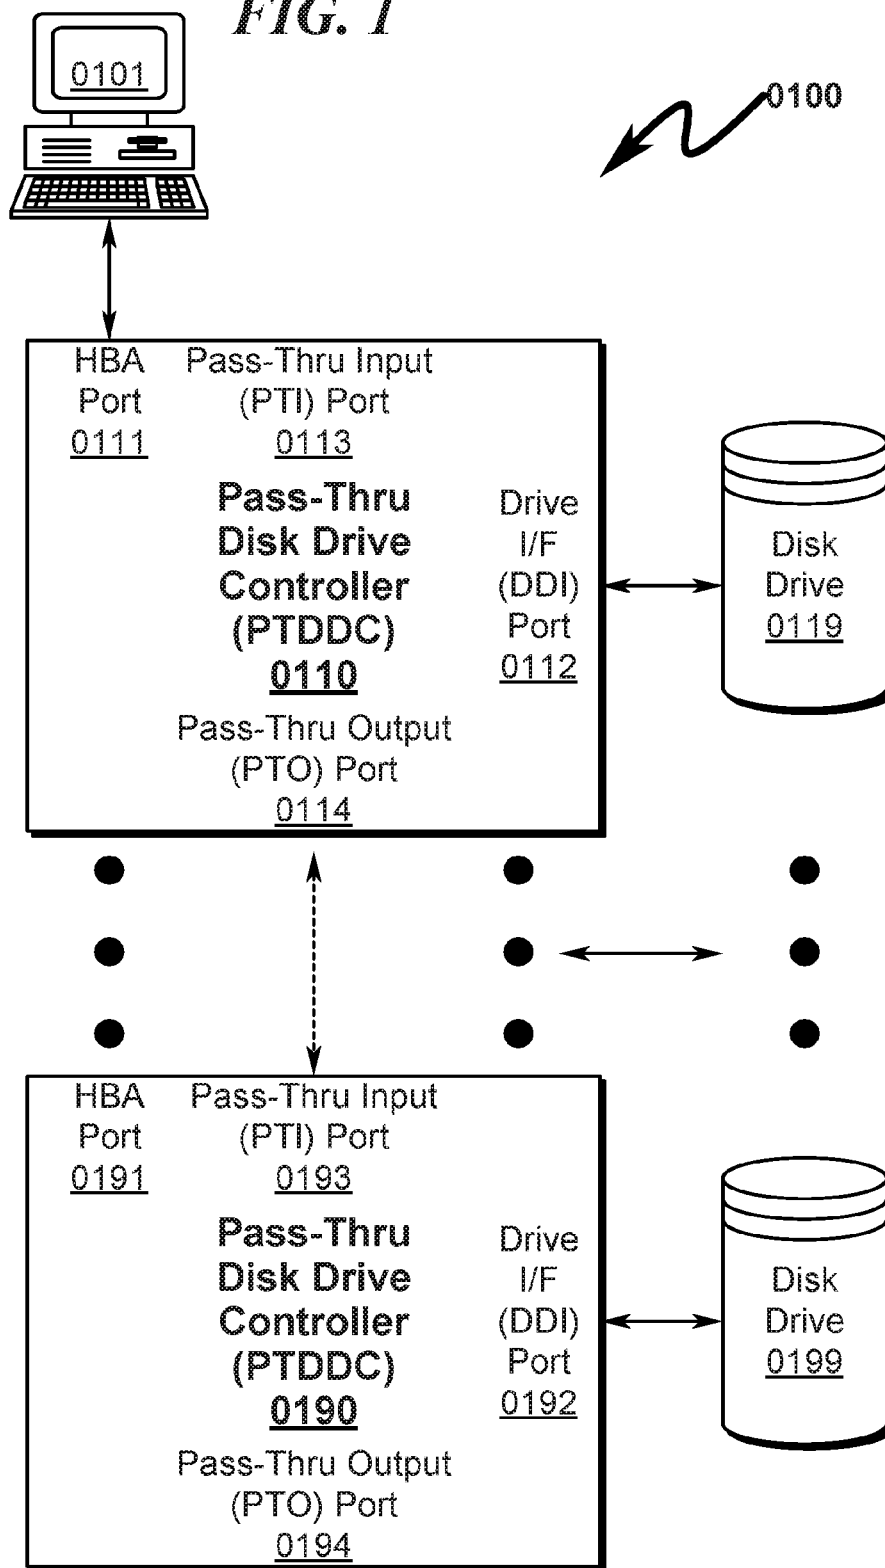 FIG. 1
0101
0100
HBA
Port
0111
Pass-Thru Input
(PTI) Port
0113
Pass-Thru
Disk Drive
Controller
(PTDDC)
0110
Drive
I/F
(DDI)
Port
0112
Disk
Drive
0119
Pass-Thru Output
(PTO) Port
0114
HBA
Port
0191
Pass-Thru Input
(PTI) Port
0193
Pass-Thru
Disk Drive
Controller
(PTDDC)
0190
Drive
I/F
(DDI)
Port
0192
Disk
Drive
0199
Pass-Thru Output
(PTO) Port
0194